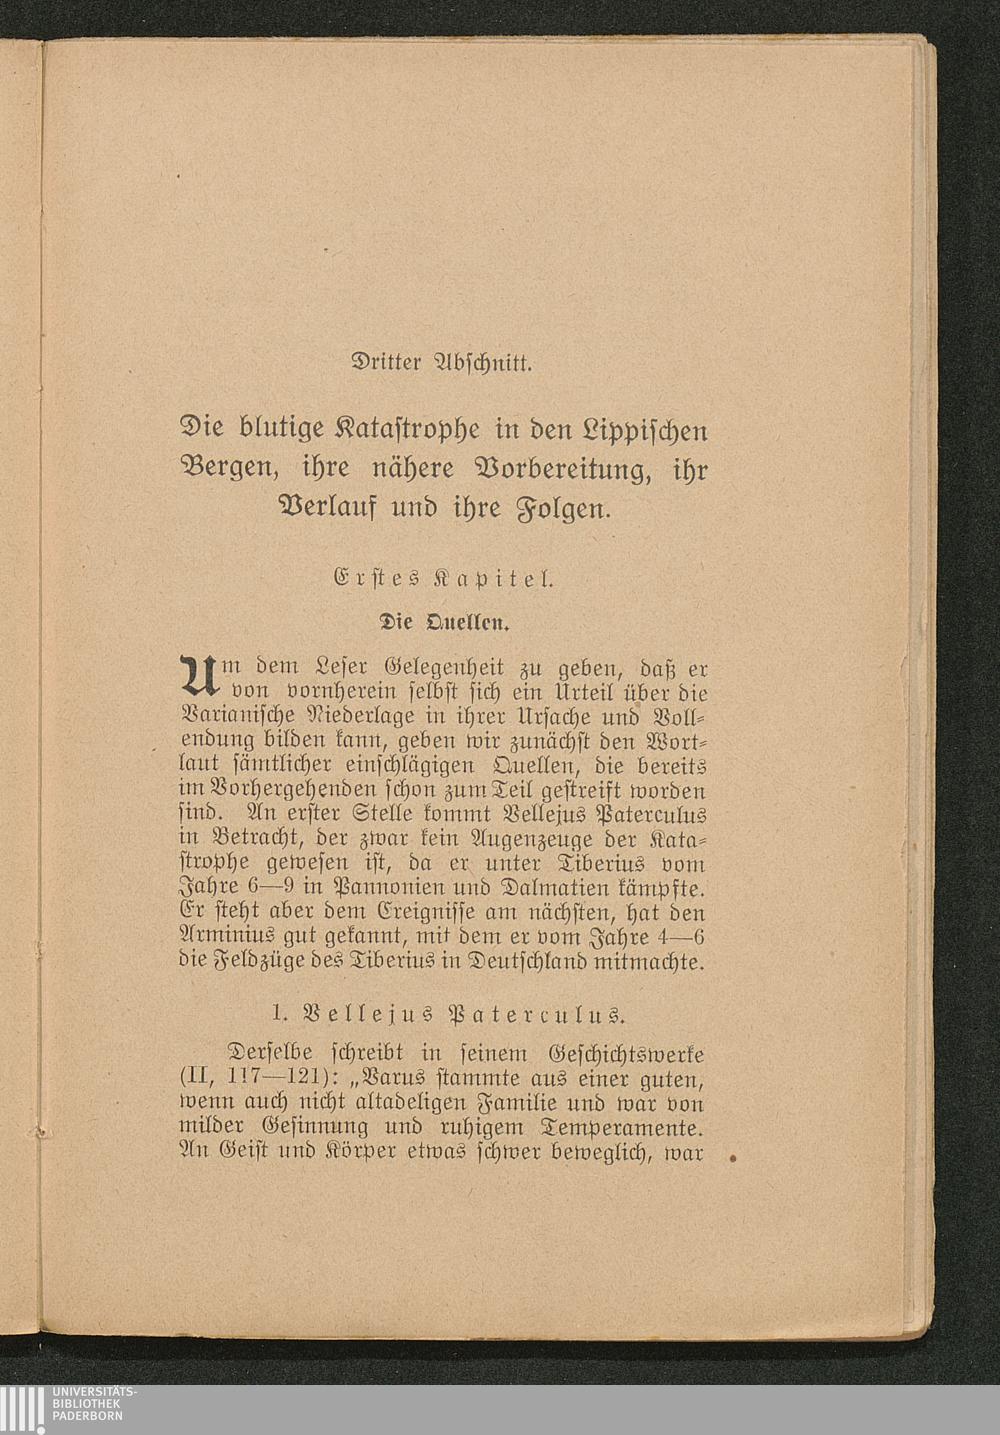 Dritter Abschnitt.
Die blutige Katastrophe in den Lippischen
Bergen, ihre nähere Vorbereitung, ihr
Verlauf und ihre Folgen.
Erstes Kapitel.
Die Quellen.
Um dem Leser Gelegenheit zu geben, daß er
von vornherein selbst sich ein Urteil über die
Varianische Niederlage in ihrer Ursache und Voll-
endung bilden kann, geben wir zunächst den Wort-
laut sämtlicher einschlägigen Quellen, die bereits
im Vorhergehenden schon zum Teil gestreift worden
sind. An erster Stelle kommt Vellejus Paterculus
in Betracht, der zwar kein Augenzeuge der Kata-
strophe gewesen ist, da er unter Tiberius vom
Jahre 6—9 in Pannonien und Dalmatien kämpfte.
Er steht aber dem Ereignisse am nächsten, hat den
Arminius gut gekannt, mit dem er vom Jahre 4—6
die Feldzüge des Tiberius in Deutschland mitmachte.
1. Vellejus Paterculus.
Derselbe schreibt in seinem Geschichtswerke
(II, 117—121): „Varus stammte aus einer guten,
wenn auch nicht altadeligen Familie und war von
milder Gesinnung und ruhigem Temperamente.
An Geist und Körper etwas schwer beweglich, war
UNIVERSITÄTS-
BIBLIOTHEK
PADERBORN